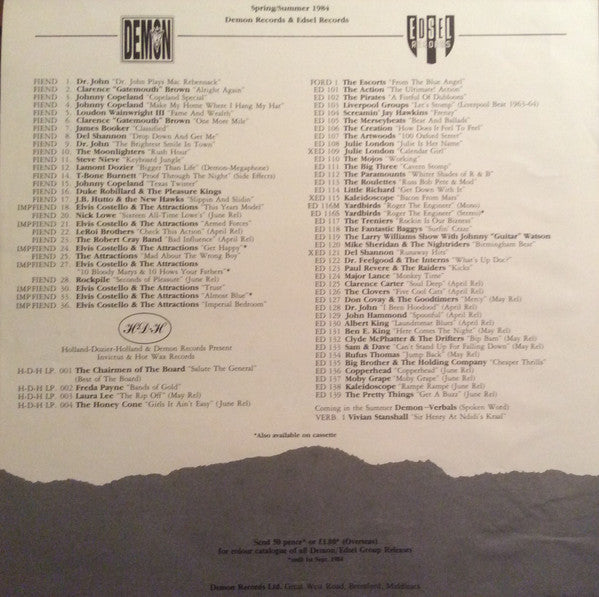 Spring/Summer 1984
Demon Records & Edsel Records
DEMON
EDSEL
RECORDS
FIEND 1. Dr. John "Dr. John Plays Mac Rebennack"
FIEND 2. Clarence "Gatemouth" Brown "Alright Again"
FIEND 3. Johnny Copeland "Copeland Special"
FIEND 4. Johnny Copeland "Make My Home Where I Hang My Hat"
FIEND 5. Loudon Wainwright III "Fame And Wealth"
FIEND 6. Clarence "Gatemouth" Brown "One More Mile"
FIEND 7. James Booker "Classified"
FIEND 8. Del Shannon "Drop Down And Get Me"
FIEND 9. Dr. John "The Brightest Smile In Town"
FIEND 10. The Moonlighters "Rush Hour"
FIEND 11. Steve Nieve "Keyboard Jungle"
FIEND 12. Lamont Dozier "Bigger Than Life" (Demon-Megaphone)
FIEND 14. T-Bone Burnett "Proof Through The Night" (Side Effects)
FIEND 15. Johnny Copeland "Texas Twister"
FIEND 16. Duke Robillard & The Pleasure Kings
FIEND 17. J.B. Hutto & the New Hawks "Slippin And Slidin"
IMPFIEND 18. Elvis Costello & The Attractions "This Years Model"
FIEND 20. Nick Lowe "Sixteen All-Time Lowe's" (June Rel)
IMPFIEND 21. Elvis Costello & The Attractions "Armed Forces"
FIEND 22. LeRoi Brothers "Check This Action" (April Rel)
FIEND 23. The Robert Cray Band "Bad Influence" (April Rel)
IMPFIEND 24. Elvis Costello & The Attractions "Get Happy"*
FIEND 25. The Attractions "Mad About The Wrong Boy"
IMPFIEND 27. Elvis Costello & The Attractions
"10 Bloody Marys & 10 Hows Your Fathers"*
FIEND 28. Rockpile "Seconds of Pleasure" (June Rel)
IMPFIEND 30. Elvis Costello & The Attractions "Trust"
IMPFIEND 33. Elvis Costello & The Attractions "Almost Blue"*
IMPFIEND 36. Elvis Costello & The Attractions "Imperial Bedroom"
H-D-H
Holland-Dozier-Holland & Demon Records Present
Invictus & Hot Wax Records
H-D-H LP. 001 The Chairmen of The Board "Salute The General"
(Best of The Board)
H-D-H LP. 002 Freda Payne "Bands of Gold"
H-D-H LP. 003 Laura Lee "The Rip Off" (May Rel)
H-D-H LP. 004 The Honey Cone "Girls It Ain't Easy" (June Rel)
FORD 1. The Escorts "From The Blue Angel"
ED 101 The Action "The Ultimate! Action"
ED 102 The Pirates "A Fistful Of Dubloons"
ED 103 Liverpool Groups "Let's Stomp" (Liverpool Beat 1963-64)
ED 104 Screamin' Jay Hawkins "Frenzy"
ED 105 The Merseybeats "Beat And Ballads"
ED 106 The Creation "How Does It Feel To Feel"
ED 107 The Artwoods "100 Oxford Street"
ED 108 Julie London "Julie Is Her Name"
XED 109 Julie London "Calendar Girl"
ED 110 The Mojos "Working"
ED 111 The Big Three "Cavern Stomp"
ED 112 The Paramounts "Whiter Shades of R & B"
ED 113 The Roulettes "Russ Bob Pete & Mod"
ED 114 Little Richard "Get Down With It"
XED 115 Kaleidoscope "Bacon From Mars"
ED 116M Yardbirds "Roger The Engineer" (Mono)
ED 116S Yardbirds "Roger The Engineer" (Stereo)*
ED 117 The Treniers "Rockin Is Our Bizness"
ED 118 The Fantastic Baggys "Surfin' Craze"
ED 119 The Larry Williams Show With Johnny "Guitar" Watson
ED 120 Mike Sheridan & The Nightriders "Birmingham Beat"
XED 121 Del Shannon "Runaway Hits"
ED 122 Dr. Feelgood & The Interns "What's Up Doc?"
ED 123 Paul Revere & The Raiders "Kicks"
ED 124 Major Lance "Monkey Time"
ED 125 Clarence Carter "Soul Deep" (April Rel)
ED 126 The Clovers "Five Cool Cats" (April Rel)
ED 127 Don Covay & The Goodtimers "Mercy" (May Rel)
ED 128 Dr. John "I Been Hoodood" (April Rel)
ED 129 John Hammond "Spoonful" (April Rel)
ED 130 Albert King "Laundromat Blues" (April Rel)
ED 131 Ben E. King "Here Comes The Night" (May Rel)
ED 132 Clyde McPhatter & The Drifters "Bip Bam" (May Rel)
ED 133 Sam & Dave "Can't Stand Up For Falling Down" (May Rel)
ED 134 Rufus Thomas "Jump Back" (May Rel)
ED 135 Big Brother & The Holding Company "Cheaper Thrills"
ED 136 Copperhead "Copperhead" (June Rel)
ED 137 Moby Grape "Moby Grape" (June Rel)
ED 138 Kaleidoscope "Rampe Rampe (June Rel)
ED 139 The Pretty Things "Get A Buzz" (June Rel)
Coming in the Summer Demon-Verbals (Spoken Word)
VERB. 1 Vivian Stanshall "Sir Henry At Ndidi's Kraal"
*Also available on cassette
Send 50 pence* or £1.00* (Overseas)
for colour catalogue of all Demon/Edsel Group Releases
*until 1st Sept. 1984
Demon Records Ltd. Great West Road, Brentford, Middlesex